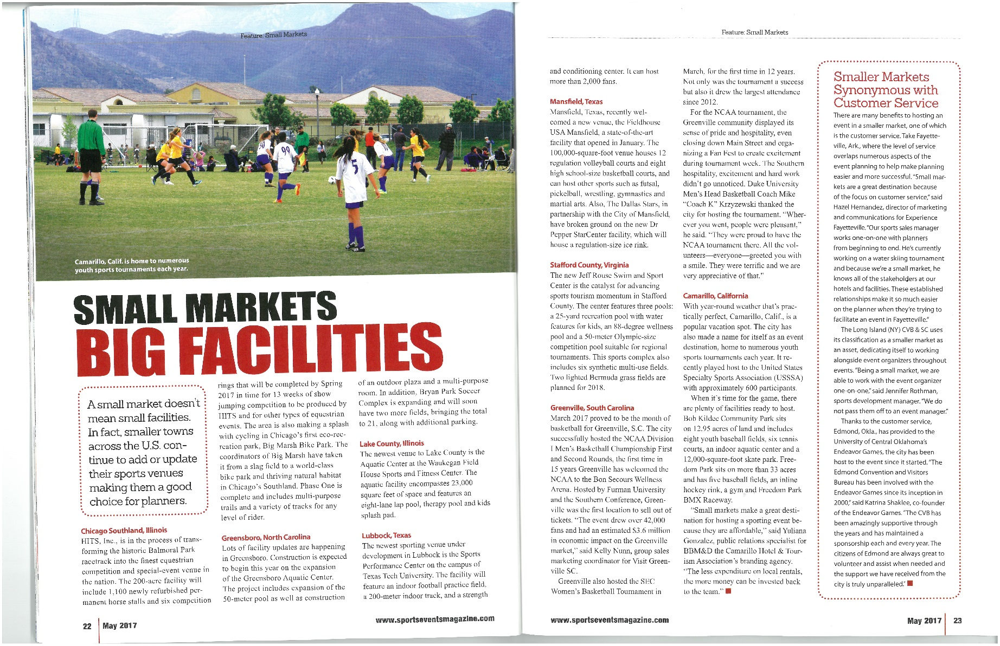 Feature: Small Markets
Camarillo, Calif. is home to numerous
youth sports tournaments each year.
SMALL MARKETS
BIG FACILITIES
A small market doesn't
mean small facilities.
In fact, smaller towns
across the U.S. con-
tinue to add or update
their sports venues
making them a good
choice for planners.
Chicago Southland, Illinois
HITS, Inc., is in the process of trans-
forming the historic Balmoral Park
racetrack into the finest equestrian
competition and special-event venue in
the nation. The 200-acre facility will
include 1,100 newly refurbished per-
manent horse stalls and six competition
rings that will be completed by Spring
2017 in time for 13 weeks of show
jumping competition to be produced by
HITS and for other types of equestrian
events. The area is also making a splash
with cycling in Chicago's first eco-rec-
reation park, Big Marsh Bike Park. The
coordinators of Big Marsh have taken
it from a slag field to a world-class
bike park and thriving natural habitat
in Chicago's Southland. Phase One is
complete and includes multi-purpose
trails and a variety of tracks for any
level of rider.
Greensboro, North Carolina
Lots of facility updates are happening
in Greensboro. Construction is expected
to begin this year on the expansion
of the Greensboro Aquatic Center.
The project includes expansion of the
50-meter pool as well as construction
of an outdoor plaza and a multi-purpose
room. In addition, Bryan Park Soccer
Complex is expanding and will soon
have two more fields, bringing the total
to 21, along with additional parking.
Lake County, Illinois
The newest venue to Lake County is the
Aquatic Center at the Waukegan Field
House Sports and Fitness Center. The
aquatic facility encompasses 23,000
square feet of space and features an
eight-lane lap pool, therapy pool and kids
splash pad.
Lubbock, Texas
The newest sporting venue under
development in Lubbock is the Sports
Performance Center on the campus of
Texas Tech University. The facility will
feature an indoor football practice field,
a 200-meter indoor track, and a strength
22 May 2017
www.sportseventsmagazine.com
Feature: Small Markets
and conditioning center. It can host
more than 2,000 fans.
Mansfield, Texas
Mansfield, Texas, recently wel-
comed a new venue, the Fieldhouse
USA Mansfield, a state-of-the-art
facility that opened in January. The
100,000-square-foot venue houses 12
regulation volleyball courts and eight
high school-size basketball courts, and
can host other sports such as futsal,
pickelball, wrestling, gymnastics and
martial arts. Also, The Dallas Stars, in
partnership with the City of Mansfield,
have broken ground on the new Dr
Pepper StarCenter facility, which will
house a regulation-size ice rink.
Stafford County, Virginia
The new Jeff Rouse Swim and Sport
Center is the catalyst for advancing
sports tourism momentum in Stafford
County. The center features three pools:
a 25-yard recreation pool with water
features for kids, an 88-degree wellness
pool and a 50-meter Olympic-size
competition pool suitable for regional
tournaments. This sports complex also
includes six synthetic multi-use fields.
Two lighted Bermuda grass fields are
planned for 2018.
Greenville, South Carolina
March 2017 proved to be the month of
basketball for Greenville, S.C. The city
successfully hosted the NCAA Division
I Men's Basketball Championship First
and Second Rounds, the first time in
15 years Greenville has welcomed the
NCAA to the Bon Secours Wellness
Arena. Hosted by Furman University
and the Southern Conference, Green-
ville was the first location to sell out of
tickets. "The event drew over 42,000
fans and had an estimated $3.6 million
in economic impact on the Greenville
market," said Kelly Nunn, group sales
marketing coordinator for Visit Green-
ville SC.
Greenville also hosted the SEC
Women's Basketball Tournament in
March, for the first time in 12 years.
Not only was the tournament a success
but also it drew the largest attendance
since 2012.
For the NCAA tournament, the
Greenville community displayed its
sense of pride and hospitality, even
closing down Main Street and orga-
nizing a Fan Fest to create excitement
during tournament week. The Southern
hospitality, excitement and hard work
didn't go unnoticed. Duke University
Men's Head Basketball Coach Mike
"Coach K" Krzyzewski thanked the
city for hosting the tournament. "Wher-
ever you went, people were pleasant,"
he said. "They were proud to have the
NCAA tournament there. All the vol-
unteers—everyone—greeted you with
a smile. They were terrific and we are
very appreciative of that."
Camarillo, California
With year-round weather that's prac-
tically perfect, Camarillo, Calif., is a
popular vacation spot. The city has
also made a name for itself as an event
destination, home to numerous youth
sports tournaments each year. It re-
cently played host to the United States
Specialty Sports Association (USSSA)
with approximately 600 participants.
When it's time for the game, there
are plenty of facilities ready to host.
Bob Kildee Community Park sits
on 12.95 acres of land and includes
eight youth baseball fields, six tennis
courts, an indoor aquatic center and a
12,000-square-foot skate park. Free-
dom Park sits on more than 33 acres
and has five baseball fields, an inline
hockey rink, a gym and Freedom Park
BMX Raceway.
"Small markets make a great desti-
nation for hosting a sporting event be-
cause they are affordable," said Yuliana
Gonzalez, public relations specialist for
BBM&D the Camarillo Hotel & Tour-
ism Association's branding agency.
"The less expenditure on local rentals,
the more money can be invested back
to the team."
Smaller Markets
Synonymous with
Customer Service
There are many benefits to hosting an
event in a smaller market, one of which
is the customer service. Take Fayette-
ville, Ark., where the level of service
overlaps numerous aspects of the
event planning to help make planning
easier and more successful. "Small mar-
kets are a great destination because
of the focus on customer service," said
Hazel Hernandez, director of marketing
and communications for Experience
Fayetteville. "Our sports sales manager
works one-on-one with planners
from beginning to end. He's currently
working on a water skiing tournament
and because we're a small market, he
knows all of the stakeholders at our
hotels and facilities. These established
relationships make it so much easier
on the planner when they're trying to
facilitate an event in Fayetteville."
The Long Island (NY) CVB & SC uses
its classification as a smaller market as
an asset, dedicating itself to working
alongside event organizers throughout
events. "Being a small market, we are
able to work with the event organizer
one-on-one," said Jennifer Rothman,
sports development manager. "We do
not pass them off to an event manager."
Thanks to the customer service,
Edmond, Okla., has provided to the
University of Central Oklahoma's
Endeavor Games, the city has been
host to the event since it started. "The
Edmond Convention and Visitors
Bureau has been involved with the
Endeavor Games since its inception in
2000," said Katrina Shaklee, co-founder
of the Endeavor Games. "The CVB has
been amazingly supportive through
the years and has maintained a
sponsorship each and every year. The
citizens of Edmond are always great to
volunteer and assist when needed and
the support we have received from the
city is truly unparalleled."
www.sportseventsmagazine.com
May 2017 23
30
99
5